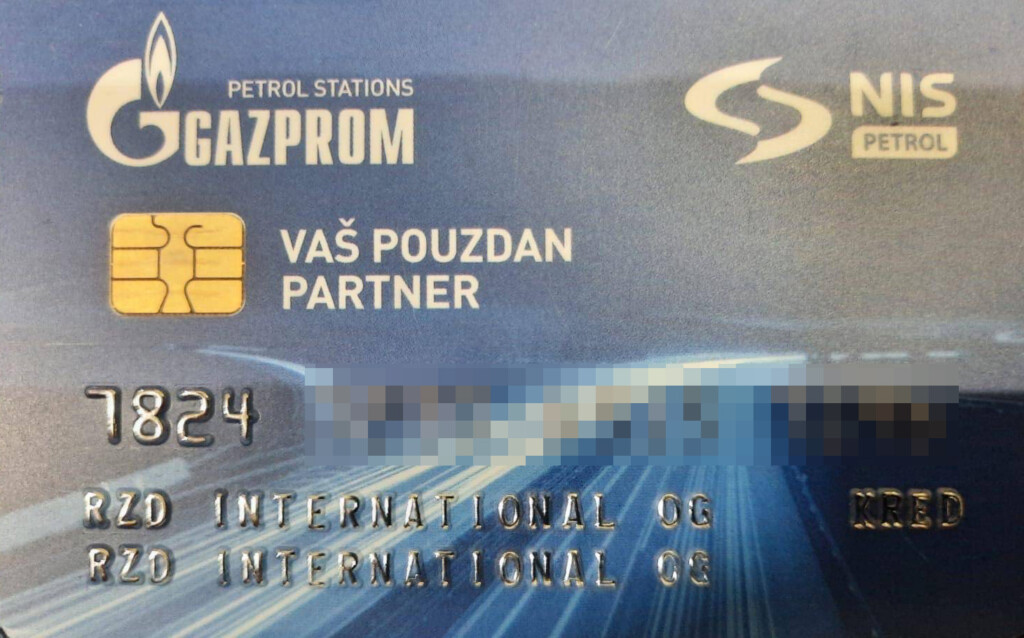 PETROL STATIONS
GAZPROM
NIS
PETROL
VAŠ POUZDAN
PARTNER
7824
RZD INTERNATIONAL OG KRED
RZD INTERNATIONAL OG